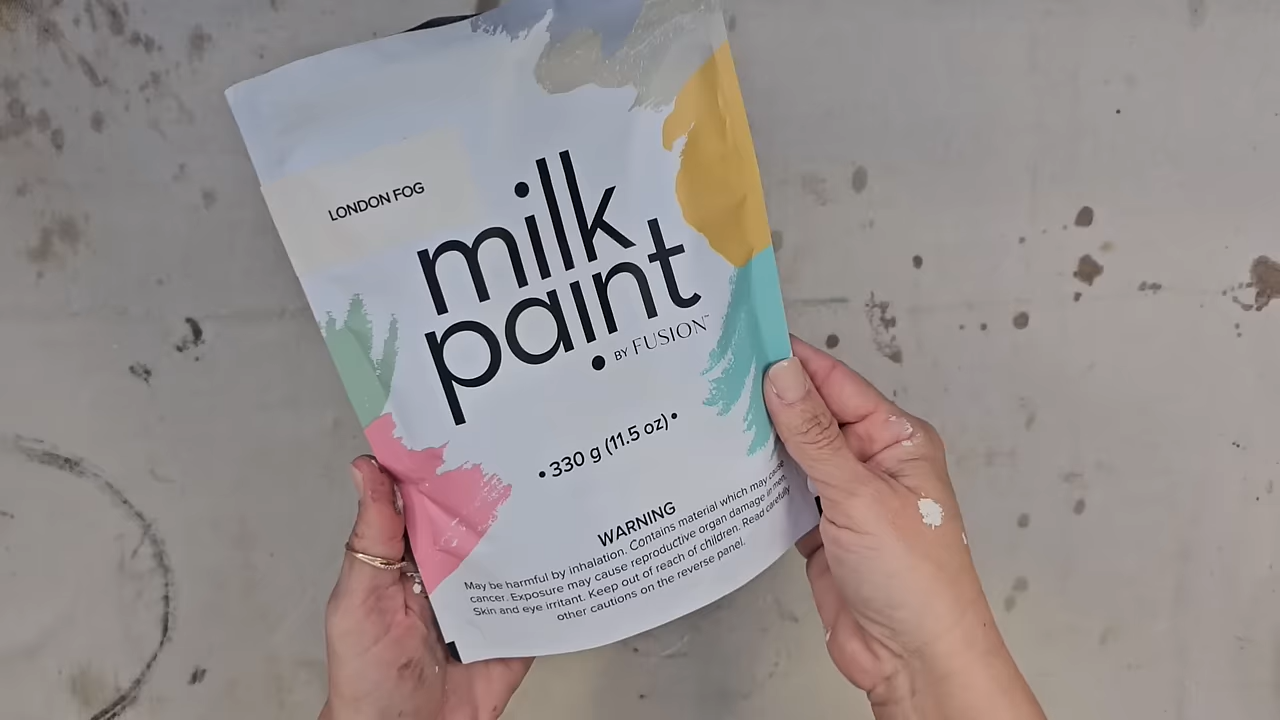 LONDON FOG
milk
paint
BY FUSION™
• 330 g (11.5 oz) •
WARNING
May be harmful by inhalation. Contains material which may cause
cancer. Exposure may cause reproductive organ damage in men.
Skin and eye irritant. Keep out of reach of children. Read carefully
other cautions on the reverse panel.